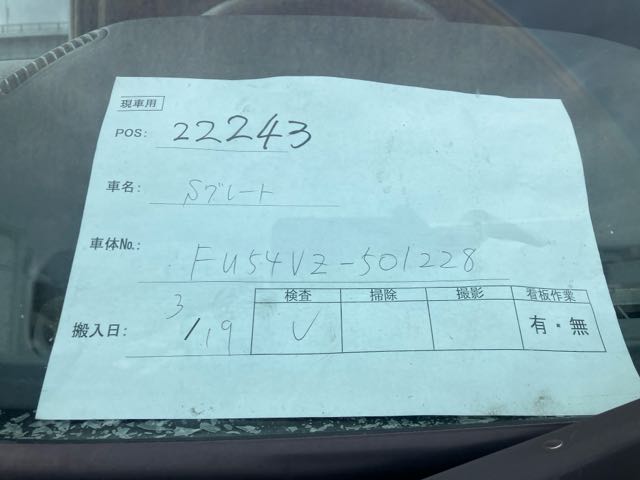 現車用
POS: 22243
車名: Sグレート
車体No.: FU54VZ-501228
検査 掃除 撮影 看板作業
搬入日: 3/19 V 有・無